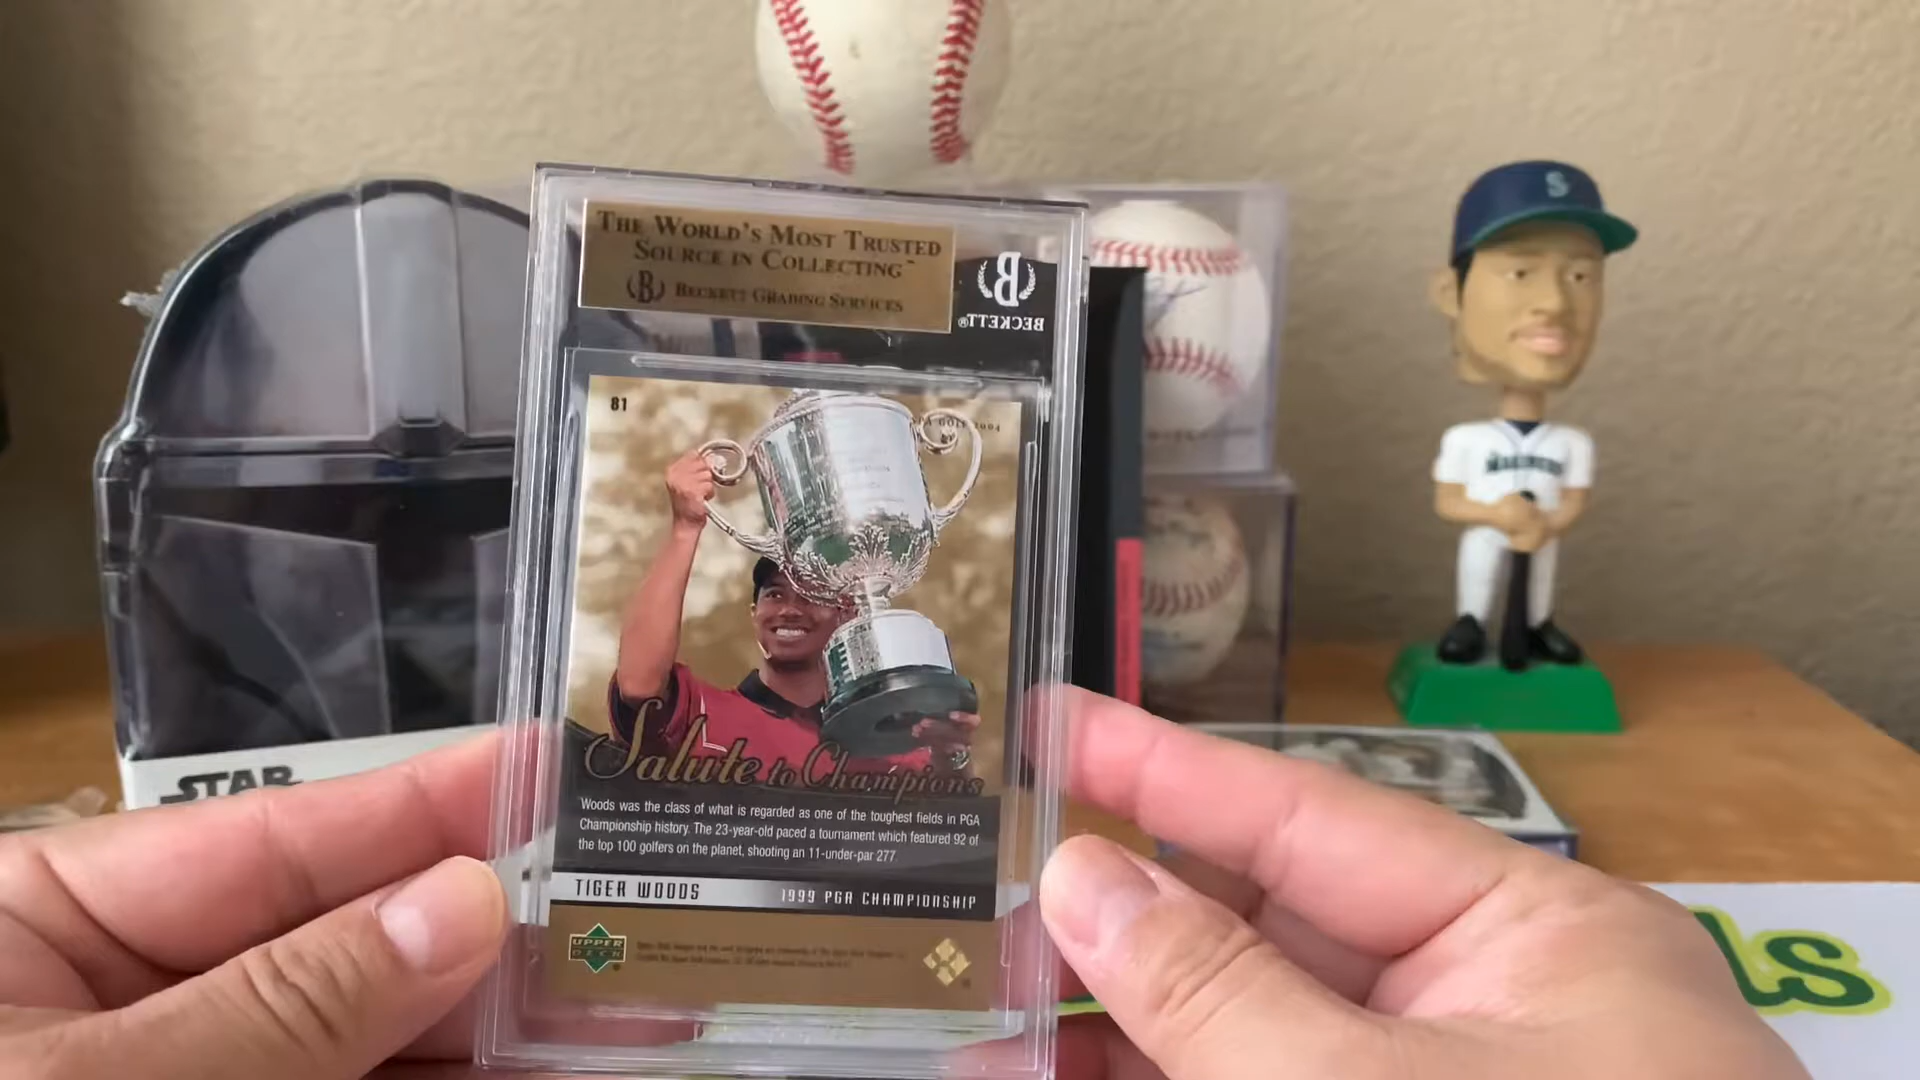 THE WORLD'S MOST TRUSTED
SOURCE IN COLLECTING™
B BECKETT GRADING SERVICES
B
BECKETT®
S
MARINERS
81
Salute to Champions
Woods was the class of what is regarded as one of the toughest fields in PGA
Championship history. The 23-year-old paced a tournament which featured 92 of
the top 100 golfers on the planet, shooting an 11-under-par 277
TIGER WOODS 1999 PGA CHAMPIONSHIP
UPPER
DECK
STAR
ls